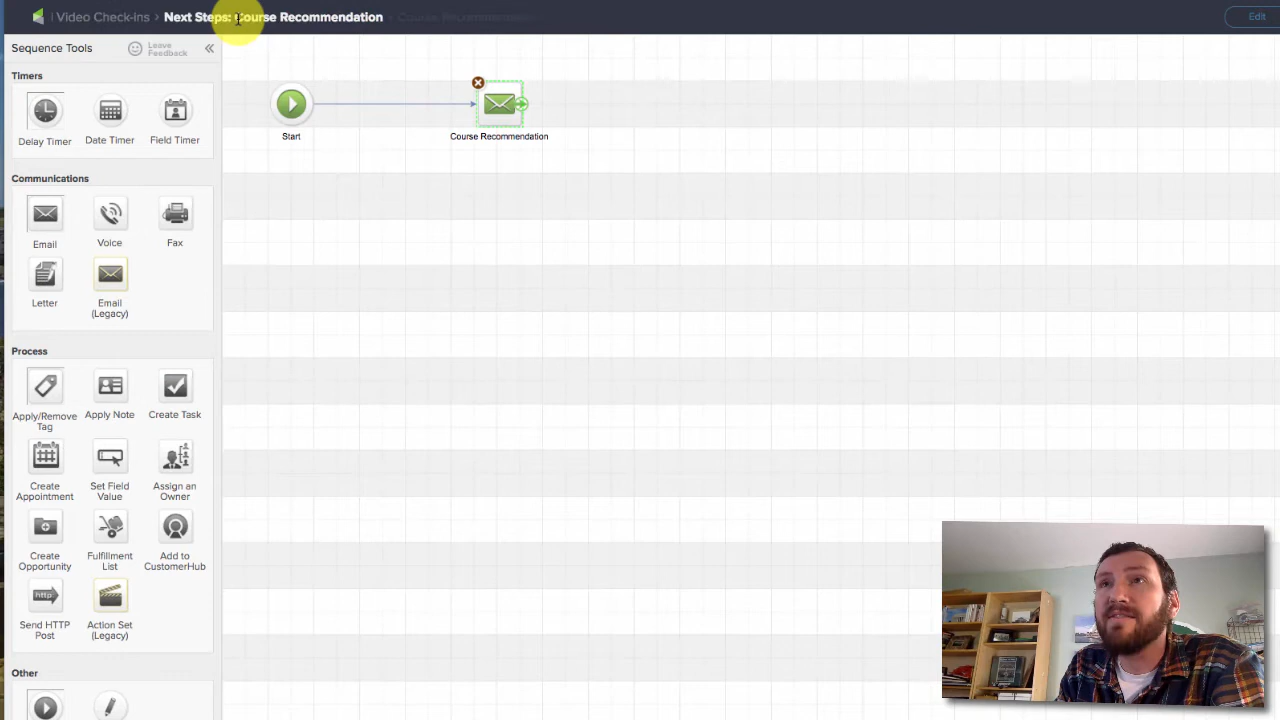 | Video Check-ins > Next Steps: Course Recommendation > Course Recommendation
Edit
Sequence Tools
Leave
Feedback
«
Timers
Delay Timer
Date Timer
Field Timer
Communications
Email
Voice
Fax
Letter
Email
(Legacy)
Process
Apply/Remove
Tag
Apply Note
Create Task
Create
Appointment
Set Field
Value
Assign an
Owner
Create
Opportunity
Fulfillment
List
Add to
CustomerHub
http:
Send HTTP
Post
Action Set
(Legacy)
Other
Start
Course Recommendation